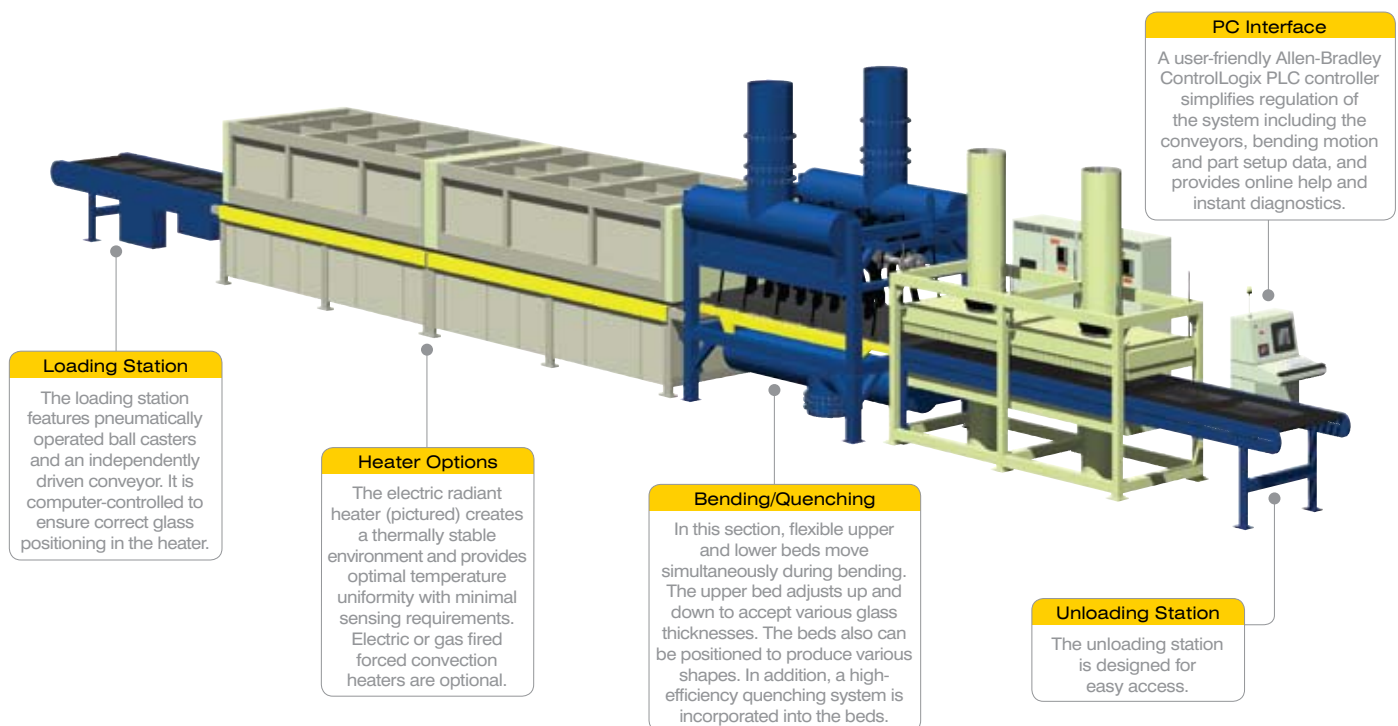 PC Interface
A user-friendly Allen-Bradley
ControlLogix PLC controller
simplifies regulation of
the system including the
conveyors, bending motion
and part setup data, and
provides online help and
instant diagnostics.
Loading Station
The loading station
features pneumatically
operated ball casters
and an independently
driven conveyor. It is
computer-controlled to
ensure correct glass
positioning in the heater.
Heater Options
The electric radiant
heater (pictured) creates
a thermally stable
environment and provides
optimal temperature
uniformity with minimal
sensing requirements.
Electric or gas fired
forced convection
heaters are optional.
Bending/Quenching
In this section, flexible upper
and lower beds move
simultaneously during bending.
The upper bed adjusts up and
down to accept various glass
thicknesses. The beds also can
be positioned to produce various
shapes. In addition, a high-
efficiency quenching system is
incorporated into the beds.
Unloading Station
The unloading station
is designed for
easy access.